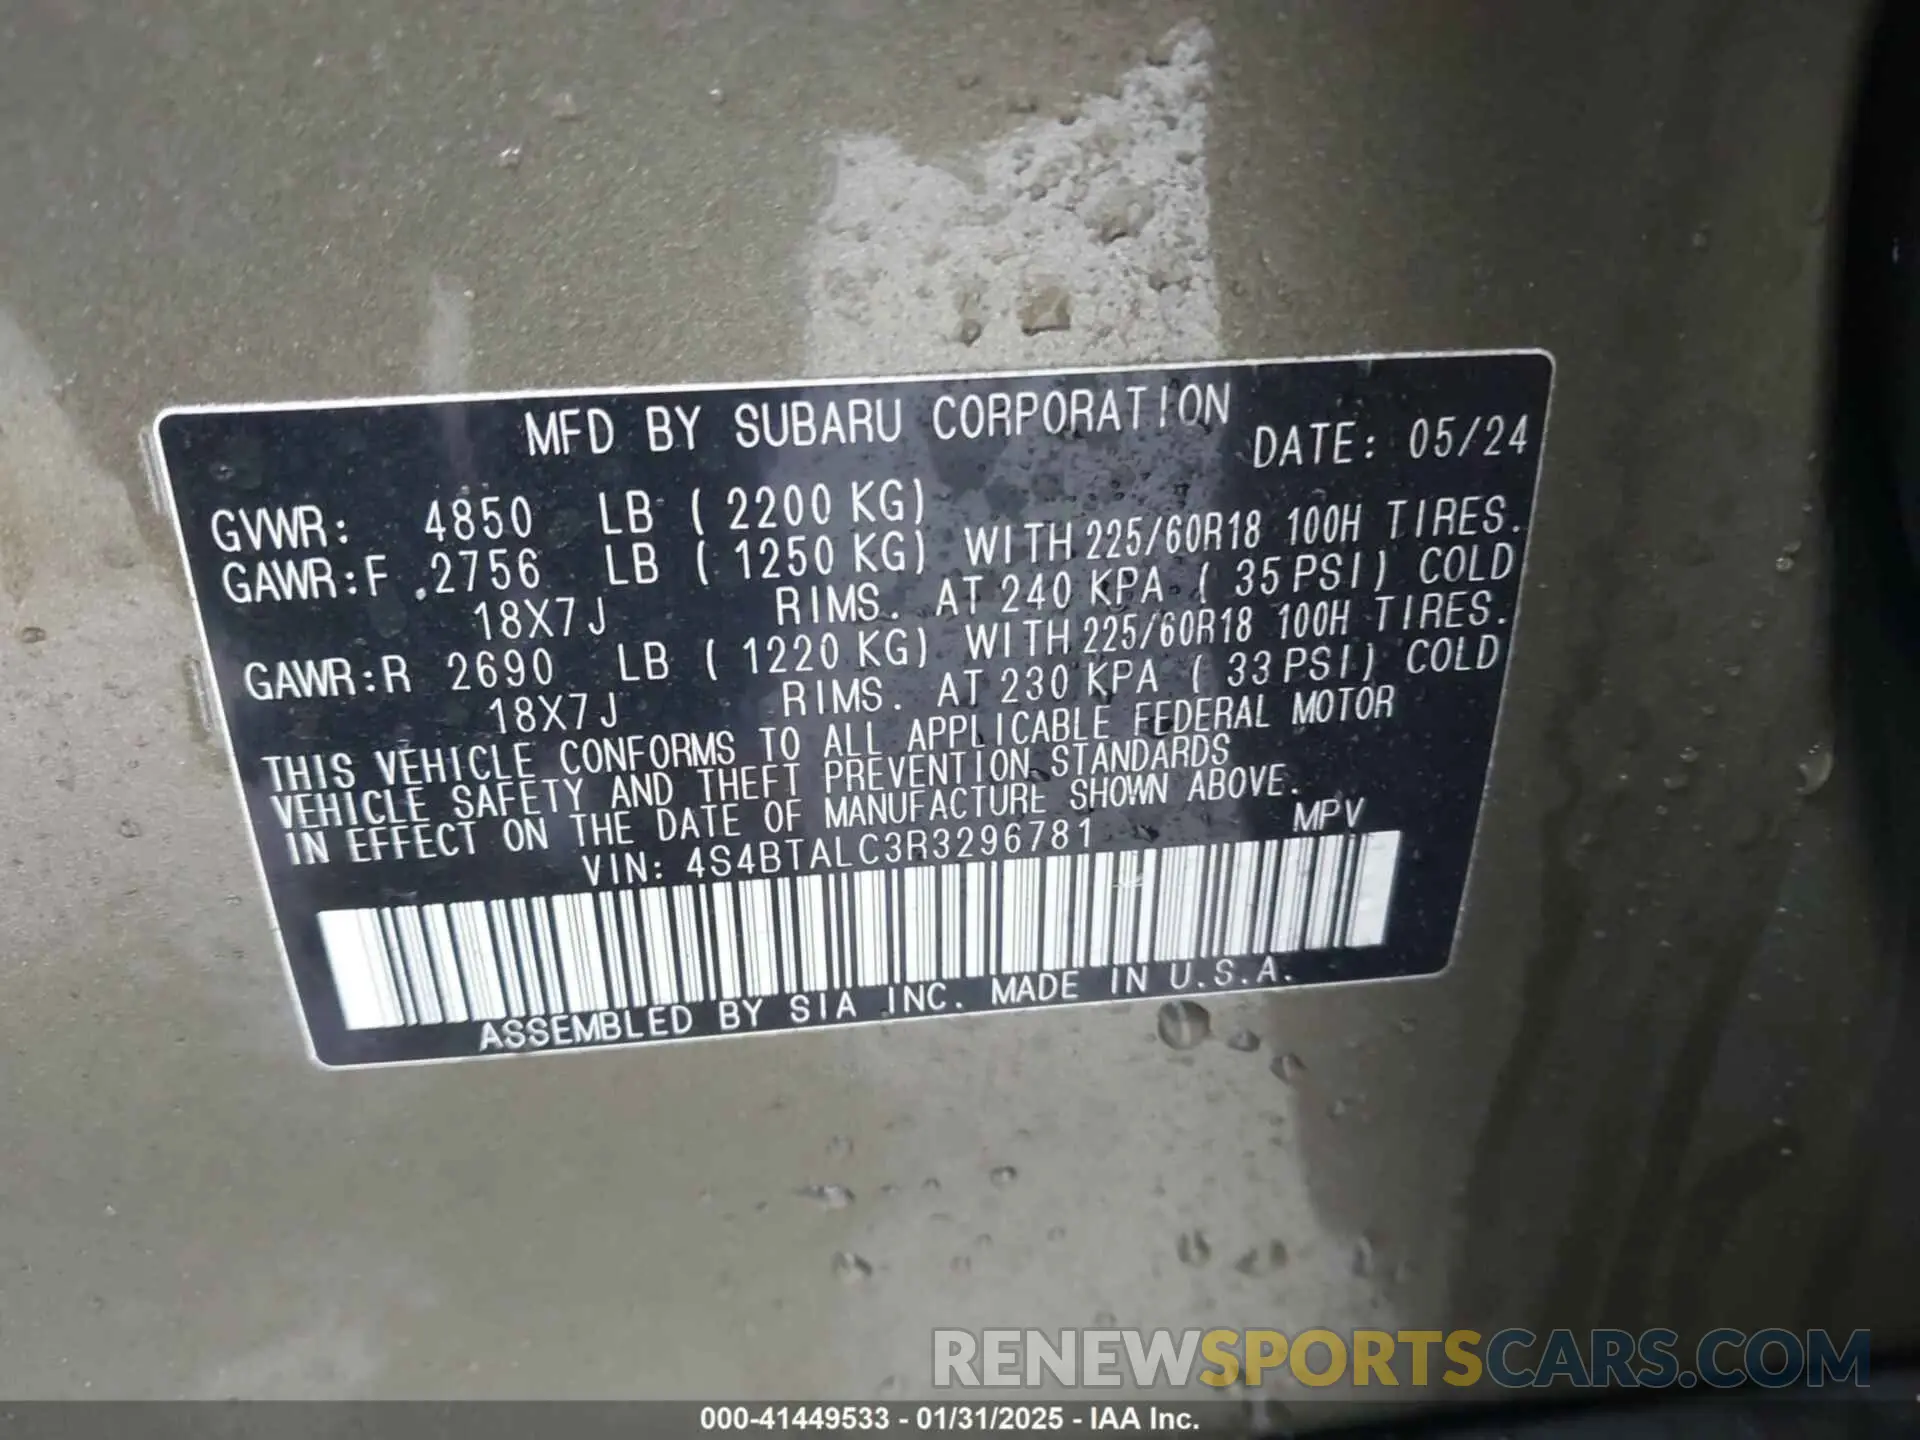 MFD BY SUBARU CORPORATION
DATE: 05/24
GVWR: 4850 LB ( 2200 KG)
GAWR:F .2756 LB ( 1250 KG) WITH 225/60R18 100H TIRES.
18X7J RIMS. AT 240 KPA ( 35 PSI) COLD
GAWR:R 2690 LB ( 1220 KG) WITH 225/60R18 100H TIRES.
18X7J RIMS. AT 230 KPA ( 33 PSI) COLD
THIS VEHICLE CONFORMS TO ALL APPLICABLE FEDERAL MOTOR
VEHICLE SAFETY AND THEFT PREVENTION STANDARDS
IN EFFECT ON THE DATE OF MANUFACTURE SHOWN ABOVE.
VIN: 4S4BTALC3R3296781 MPV
ASSEMBLED BY SIA INC. MADE IN U.S.A.
RENEWSPORTSCARS.COM
000-41449533 - 01/31/2025 - IAA Inc.